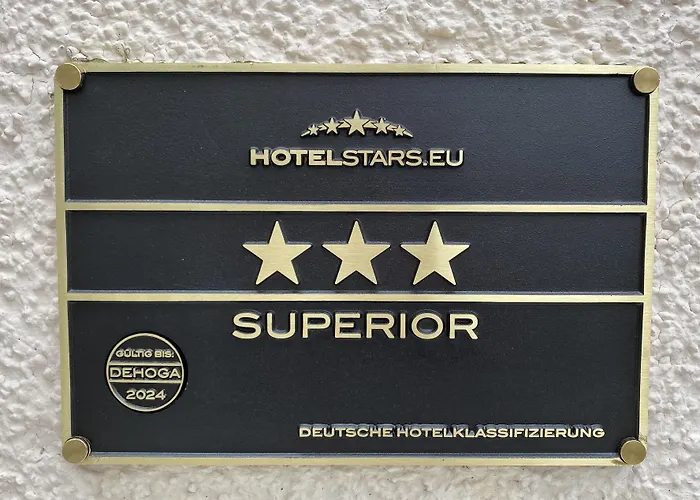 HOTELSTARS.EU
SUPERIOR
GÜLTIG BIS:
DEHOGA
2024
DEUTSCHE HOTELKLASSIFIZIERUNG